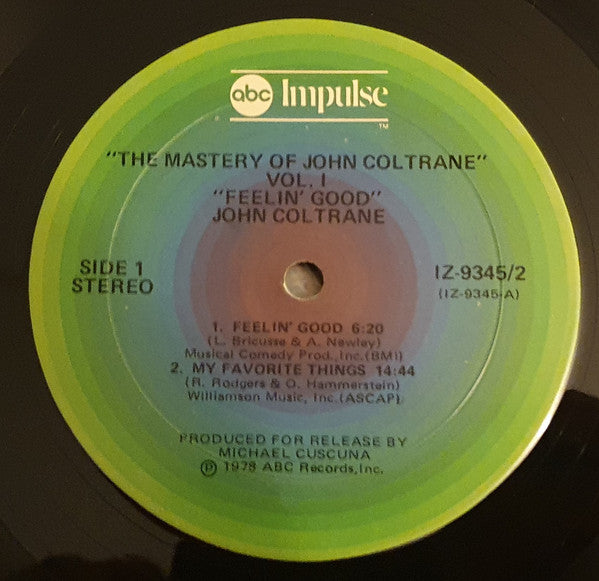 abc Impulse
TM
"THE MASTERY OF JOHN COLTRANE"
VOL. I
"FEELIN' GOOD"
JOHN COLTRANE
SIDE 1
STEREO
IZ-9345/2
(IZ-9345-A)
1. FEELIN' GOOD 6:20
(L. Bricusse & A. Newley)
Musical Comedy Prod., Inc. (BMI)
2. MY FAVORITE THINGS 14:44
(R. Rodgers & O. Hammerstein)
Williamson Music, Inc. (ASCAP)
PRODUCED FOR RELEASE BY
MICHAEL CUSCUNA
℗ 1978 ABC Records, Inc.